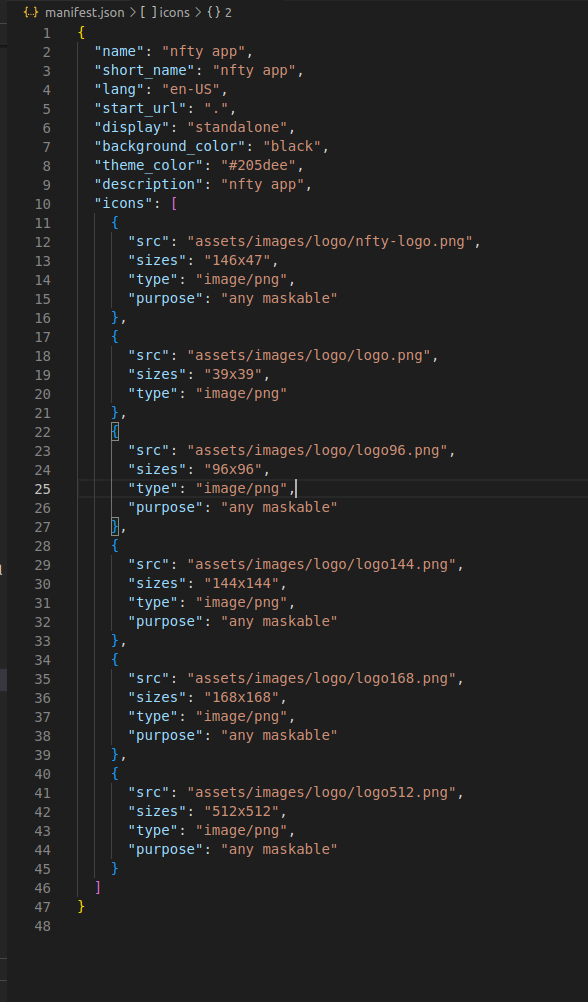 {..} manifest.json > [ ] icons > {} 2
1 {
2 "name": "nfty app",
3 "short_name": "nfty app",
4 "lang": "en-US",
5 "start_url": ".",
6 "display": "standalone",
7 "background_color": "black",
8 "theme_color": "#205dee",
9 "description": "nfty app",
10 "icons": [
11 {
12 "src": "assets/images/logo/nfty-logo.png",
13 "sizes": "146x47",
14 "type": "image/png",
15 "purpose": "any maskable"
16 },
17 {
18 "src": "assets/images/logo/logo.png",
19 "sizes": "39x39",
20 "type": "image/png"
21 },
22 {
23 "src": "assets/images/logo/logo96.png",
24 "sizes": "96x96",
25 "type": "image/png",
26 "purpose": "any maskable"
27 },
28 {
29 "src": "assets/images/logo/logo144.png",
30 "sizes": "144x144",
31 "type": "image/png",
32 "purpose": "any maskable"
33 },
34 {
35 "src": "assets/images/logo/logo168.png",
36 "sizes": "168x168",
37 "type": "image/png",
38 "purpose": "any maskable"
39 },
40 {
41 "src": "assets/images/logo/logo512.png",
42 "sizes": "512x512",
43 "type": "image/png",
44 "purpose": "any maskable"
45 }
46 ]
47 }
48